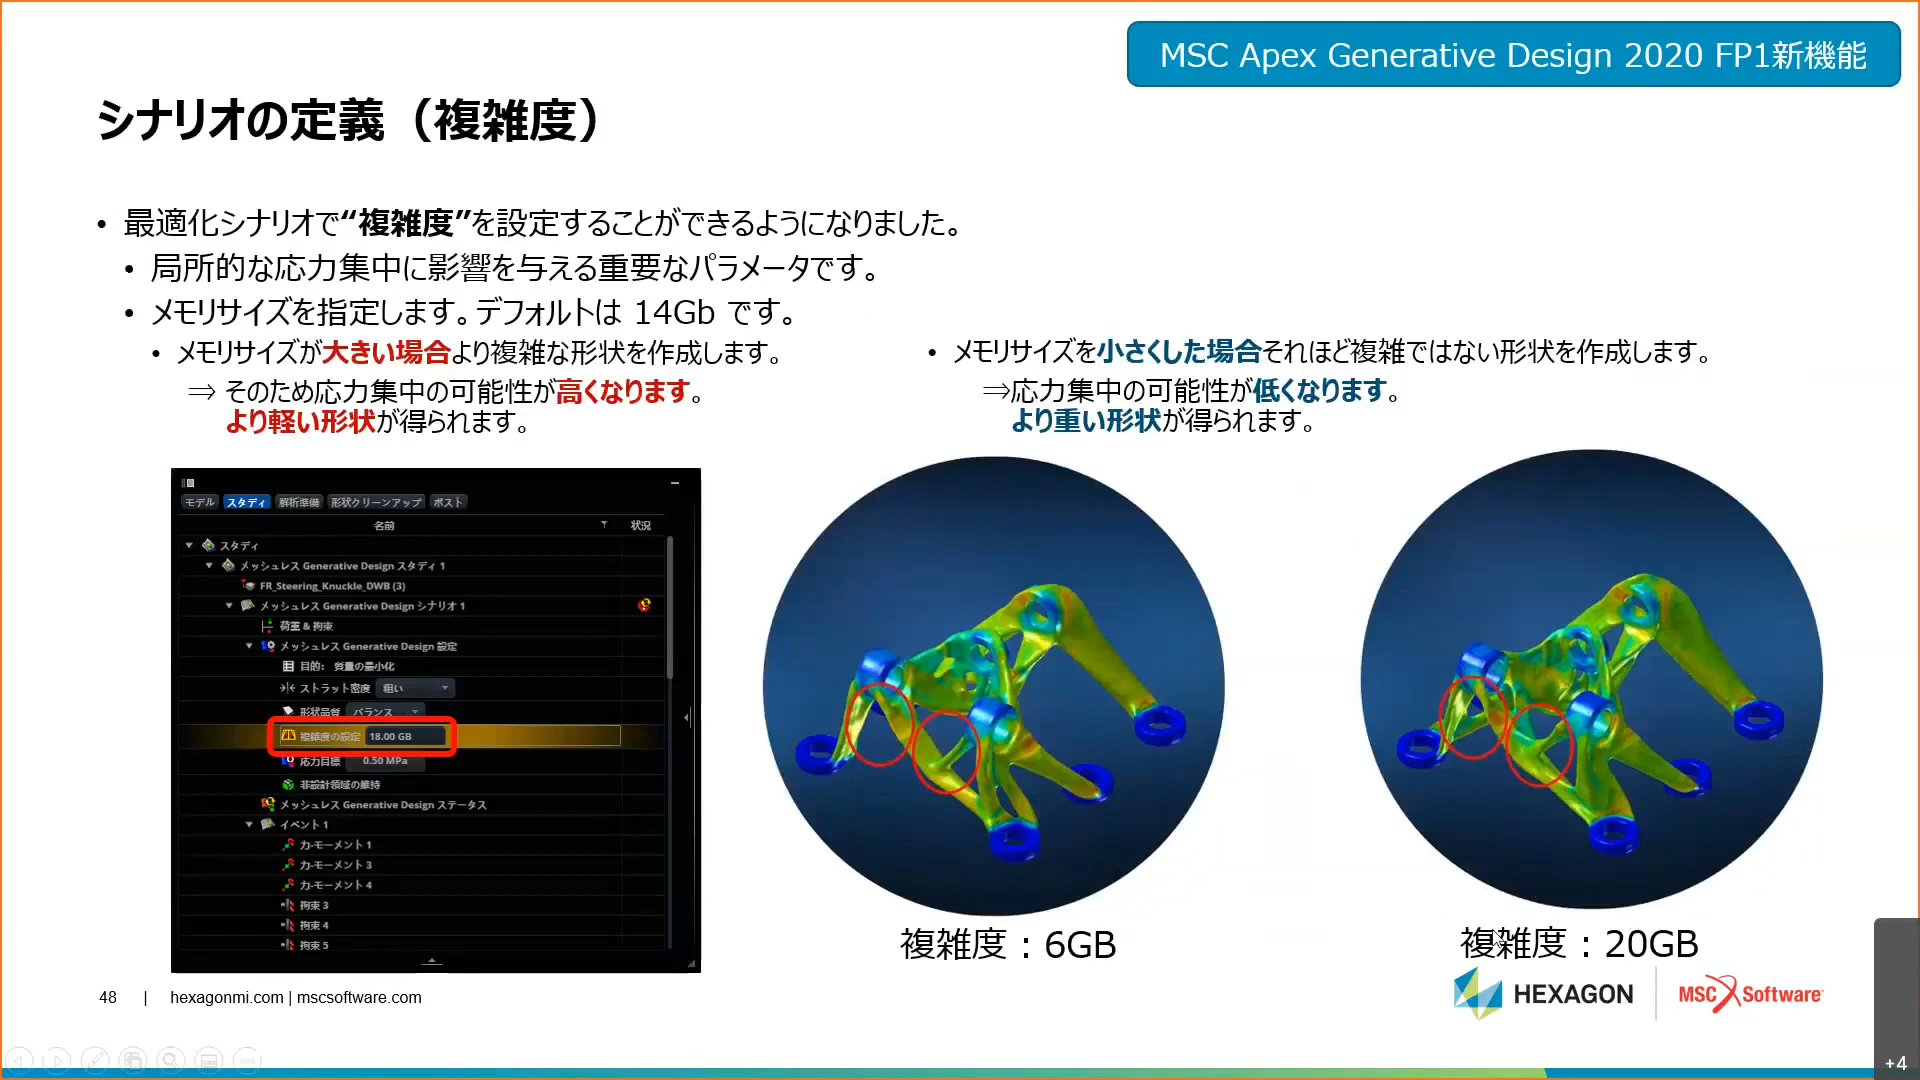 MSC Apex Generative Design 2020 FP1新機能
シナリオの定義（複雑度）
• 最適化シナリオで“複雑度”を設定することができるようになりました。
• 局所的な応力集中に影響を与える重要なパラメータです。
• メモリサイズを指定します。デフォルトは 14Gb です。
• メモリサイズが大きい場合より複雑な形状を作成します。
⇒ そのため応力集中の可能性が高くなります。
より軽い形状が得られます。
• メモリサイズを小さくした場合それほど複雑ではない形状を作成します。
⇒応力集中の可能性が低くなります。
より重い形状が得られます。
モデル スタディ 解析準備 形状クリーンアップ ポスト
名前 状況
スタディ
メッシュレス Generative Design スタディ 1
FR_Steering_Knuckle_DWB (3)
メッシュレス Generative Design シナリオ 1
荷重 & 拘束
メッシュレス Generative Design 設定
目的: 質量の最小化
ストラット密度 粗い
形状品質 バランス
複雑度の設定 18.00 GB
応力目標 0.50 MPa
非設計領域の維持
メッシュレス Generative Design ステータス
イベント 1
力-モーメント 1
力-モーメント 3
力-モーメント 4
拘束 3
拘束 4
拘束 5
複雑度：6GB
複雑度：20GB
48 | hexagonmi.com | mscsoftware.com
HEXAGON
MSC Software
+4